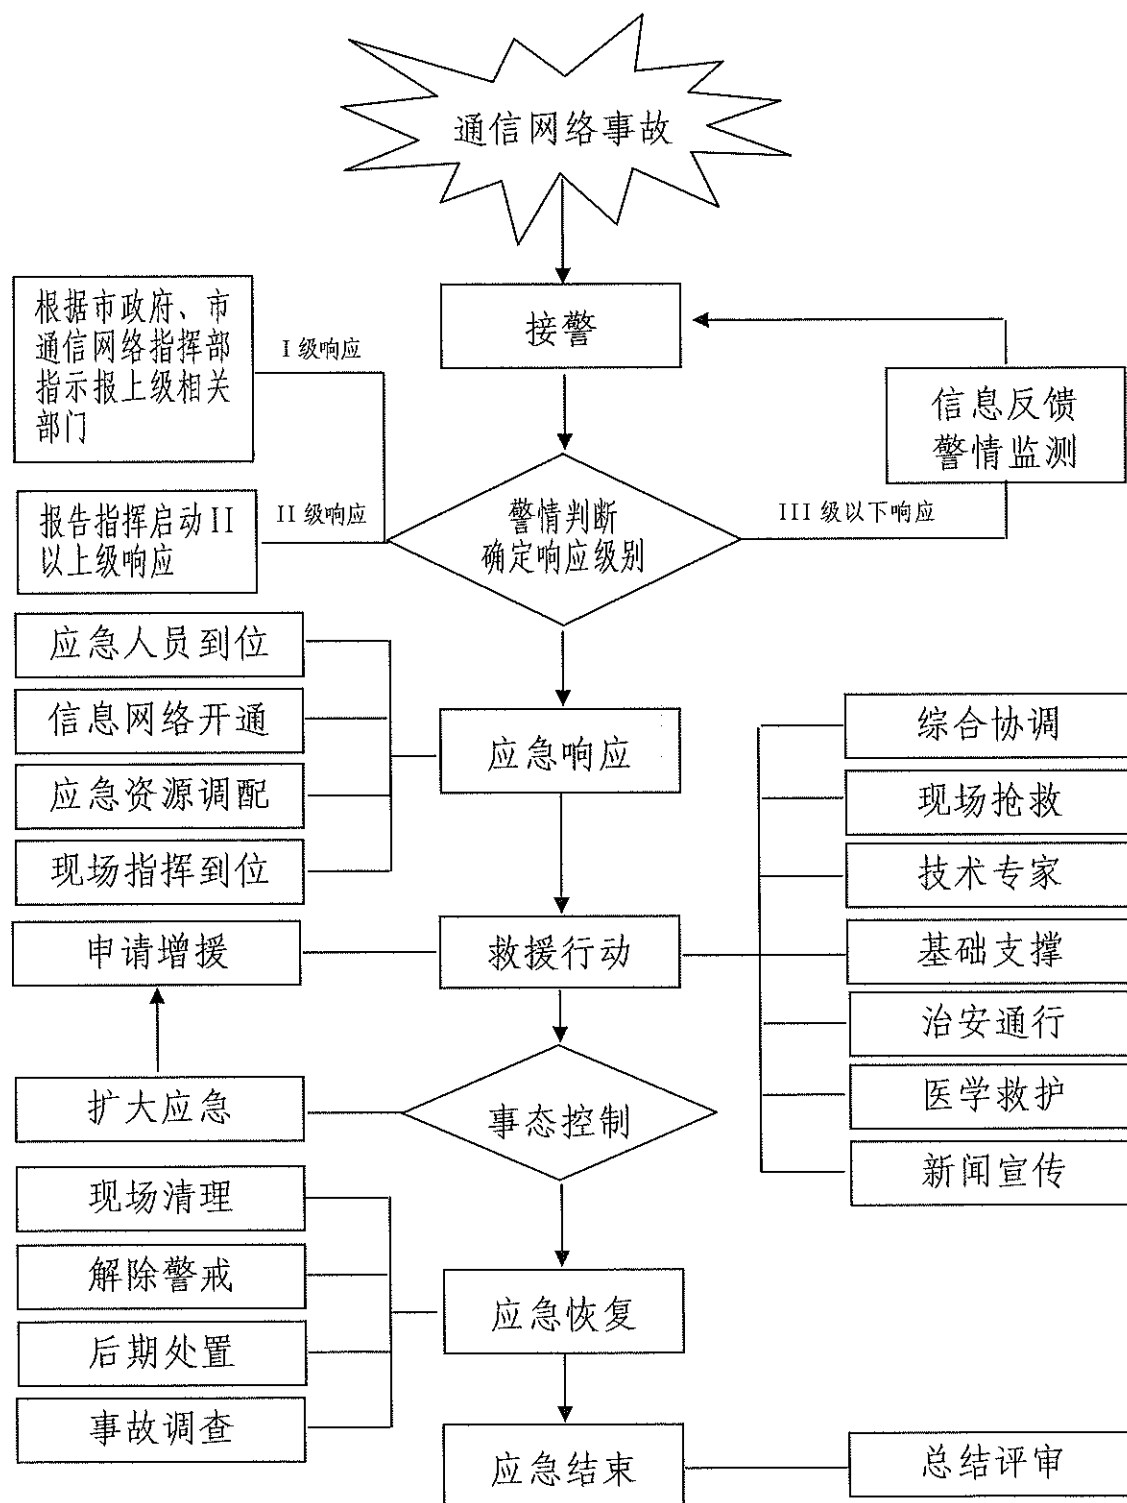 通信网络事故
接警
根据市政府、市
通信网络指挥部
指示报上级相关
部门
I 级响应
信息反馈
警情监测
报告指挥启动II
以上级响应
II 级响应
警情判断
确定响应级别
III 级以下响应
应急人员到位
信息网络开通
应急资源调配
现场指挥到位
应急响应
综合协调
现场抢救
技术专家
基础支撑
治安通行
医学救护
新闻宣传
申请增援
救援行动
扩大应急
事态控制
现场清理
解除警戒
后期处置
事故调查
应急恢复
应急结束
总结评审